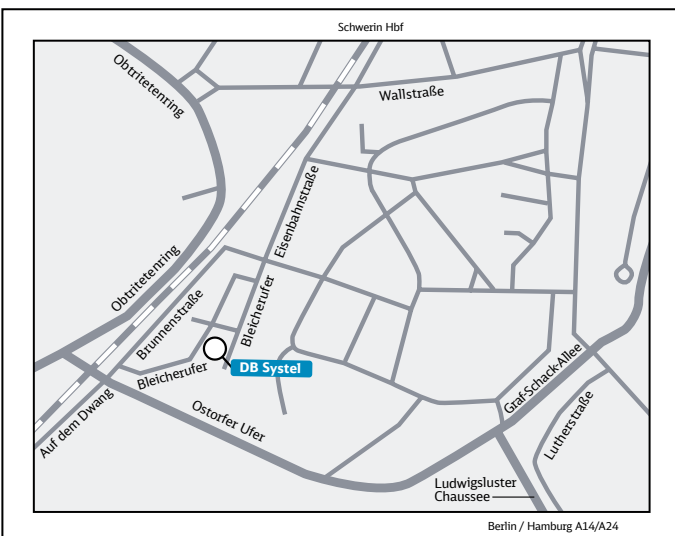 Schwerin Hbf
Obtritetenring
Wallstraße
Eisenbahnstraße
Obtritetenring
Brunnenstraße
Bleicherufer
DB Systel
Bleicherufer
Auf dem Dwang
Ostorfer Ufer
Graf-Schack-Allee
Lutherstraße
Ludwigsluster
Chaussee
Berlin / Hamburg A14/A24